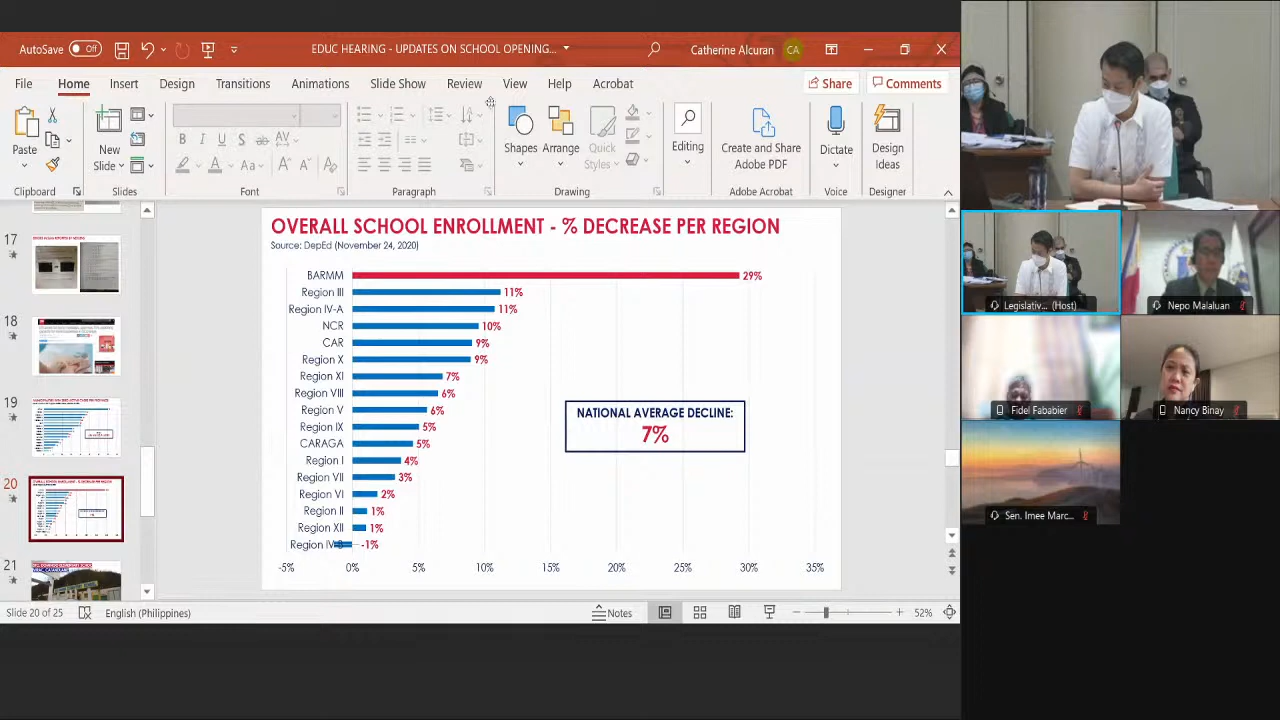 AutoSave Off
EDUC HEARING - UPDATES ON SCHOOL OPENING...
Catherine Alcuran CA
File Home Insert Design Transitions Animations Slide Show Review View Help Acrobat Share Comments
Paste
New
Slide
Shapes
Arrange
Quick
Styles
Editing
Create and Share
Adobe PDF
Dictate
Design
Ideas
Clipboard
Slides
Font
Paragraph
Drawing
Adobe Acrobat
Voice
Designer
17
18
19
20
21
OVERALL SCHOOL ENROLLMENT - % DECREASE PER REGION
Source: DepEd (November 24, 2020)
BARMM 29%
Region III 11%
Region IV-A 11%
NCR 10%
CAR 9%
Region X 9%
Region XI 7%
Region VIII 6%
Region V 6%
Region IX 5%
CARAGA 5%
Region I 4%
Region VII 3%
Region VI 2%
Region II 1%
Region XII 1%
Region IV-B -1%
-5% 0% 5% 10% 15% 20% 25% 30% 35%
NATIONAL AVERAGE DECLINE:
7%
Slide 20 of 25
English (Philippines)
Notes
52%
Legislativ... (Host)
Nepo Malaluan
Fidel Fababier
Nancy Binay
Sen. Imee Marc...